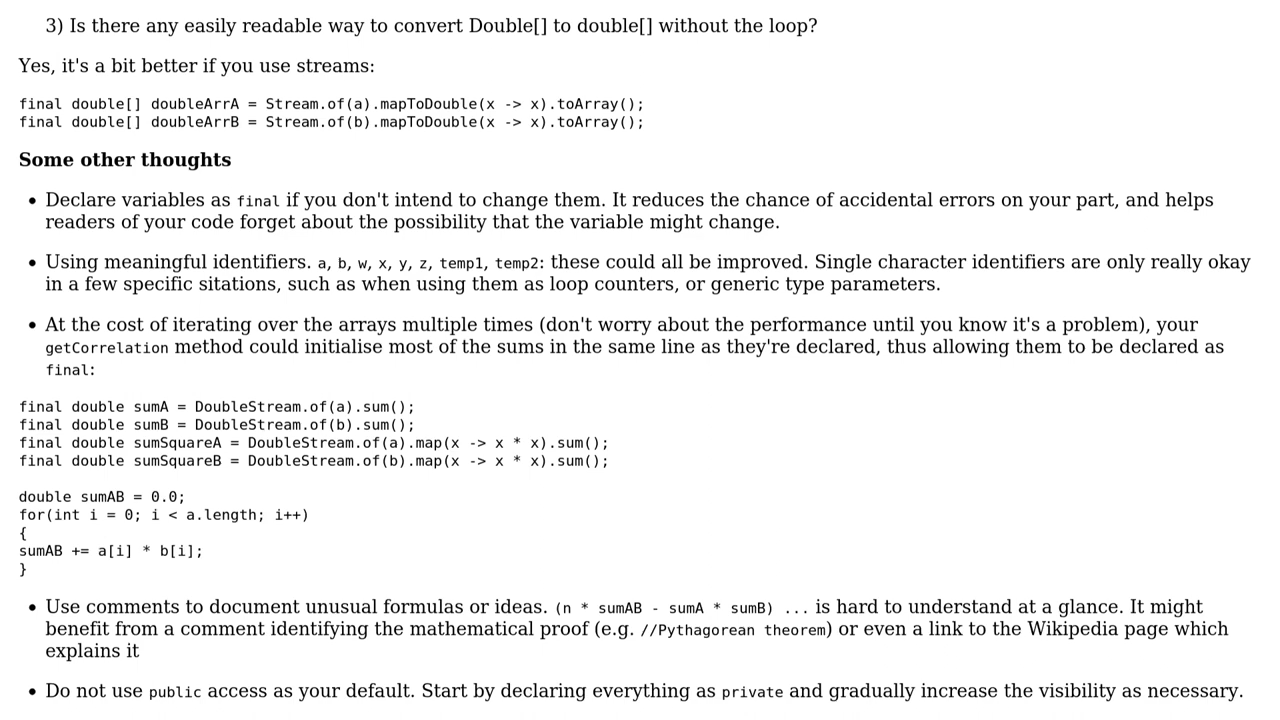 3) Is there any easily readable way to convert Double[] to double[] without the loop?
Yes, it's a bit better if you use streams:
final double[] doubleArrA = Stream.of(a).mapToDouble(x -> x).toArray();
final double[] doubleArrB = Stream.of(b).mapToDouble(x -> x).toArray();
Some other thoughts
• Declare variables as final if you don't intend to change them. It reduces the chance of accidental errors on your part, and helps
readers of your code forget about the possibility that the variable might change.
• Using meaningful identifiers. a, b, w, x, y, z, temp1, temp2: these could all be improved. Single character identifiers are only really okay
in a few specific sitations, such as when using them as loop counters, or generic type parameters.
• At the cost of iterating over the arrays multiple times (don't worry about the performance until you know it's a problem), your
getCorrelation method could initialise most of the sums in the same line as they're declared, thus allowing them to be declared as
final:
final double sumA = DoubleStream.of(a).sum();
final double sumB = DoubleStream.of(b).sum();
final double sumSquareA = DoubleStream.of(a).map(x -> x * x).sum();
final double sumSquareB = DoubleStream.of(b).map(x -> x * x).sum();
double sumAB = 0.0;
for(int i = 0; i < a.length; i++)
{
sumAB += a[i] * b[i];
}
• Use comments to document unusual formulas or ideas. (n * sumAB - sumA * sumB) ... is hard to understand at a glance. It might
benefit from a comment identifying the mathematical proof (e.g. //Pythagorean theorem) or even a link to the Wikipedia page which
explains it
• Do not use public access as your default. Start by declaring everything as private and gradually increase the visibility as necessary.